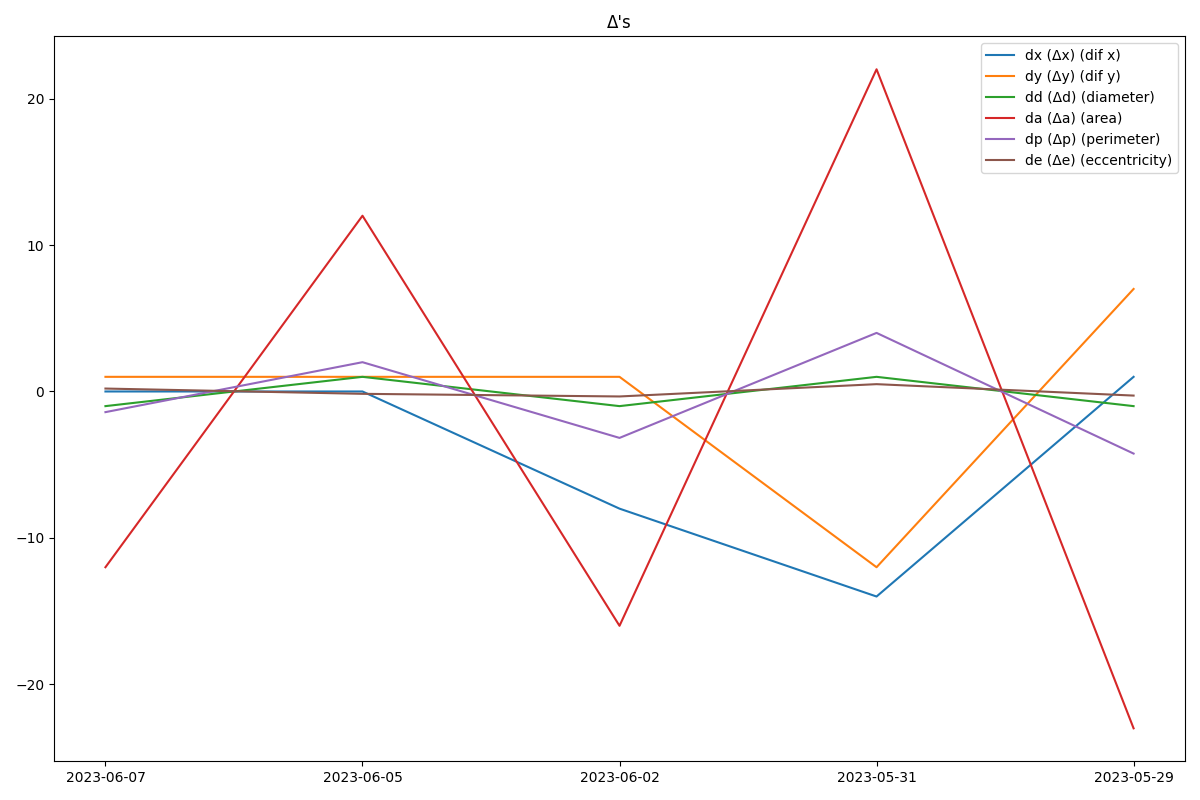 Δ's
dx (Δx) (dif x)
dy (Δy) (dif y)
dd (Δd) (diameter)
da (Δa) (area)
dp (Δp) (perimeter)
de (Δe) (eccentricity)
20
10
0
−10
−20
2023-06-07
2023-06-05
2023-06-02
2023-05-31
2023-05-29